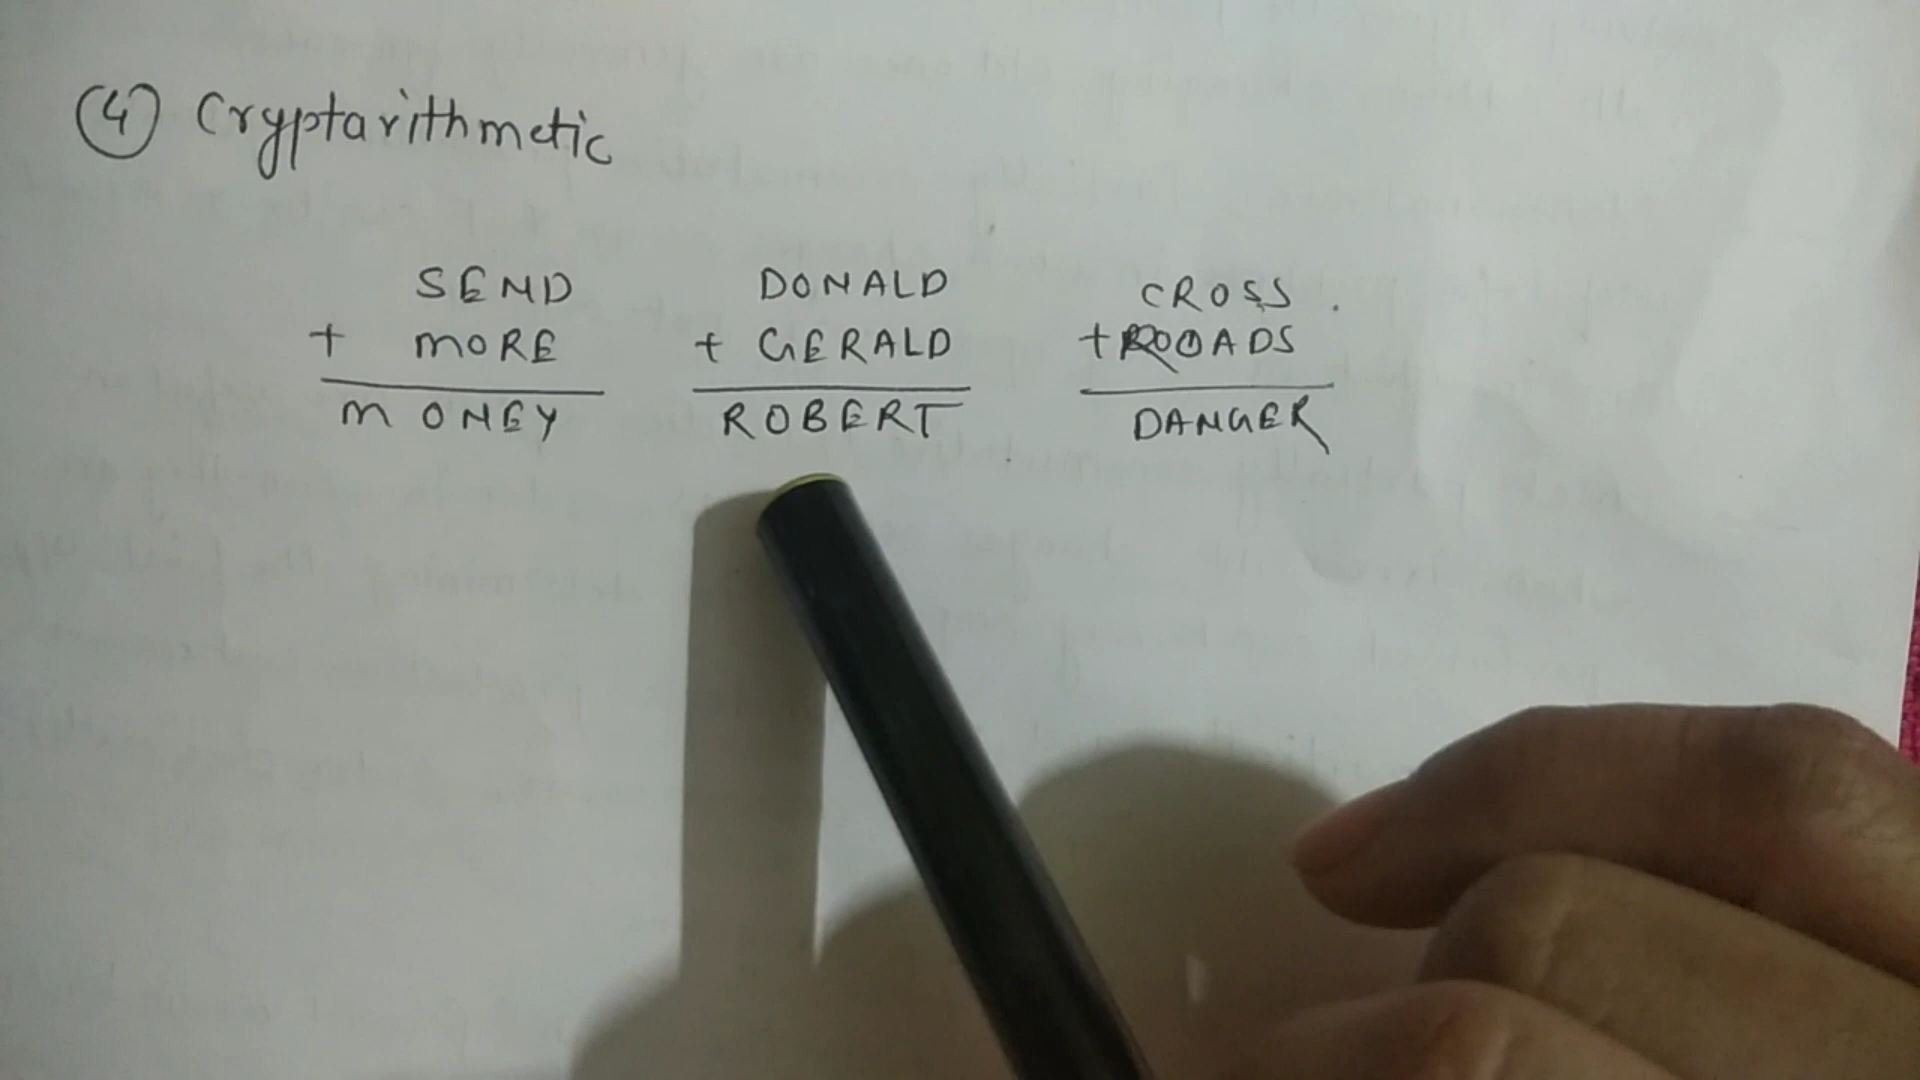 (4) Cryptarithmetic
SEND
+ MORE
MONEY
DONALD
+ GERALD
ROBERT
CROSS
+ ROADS
DANGER